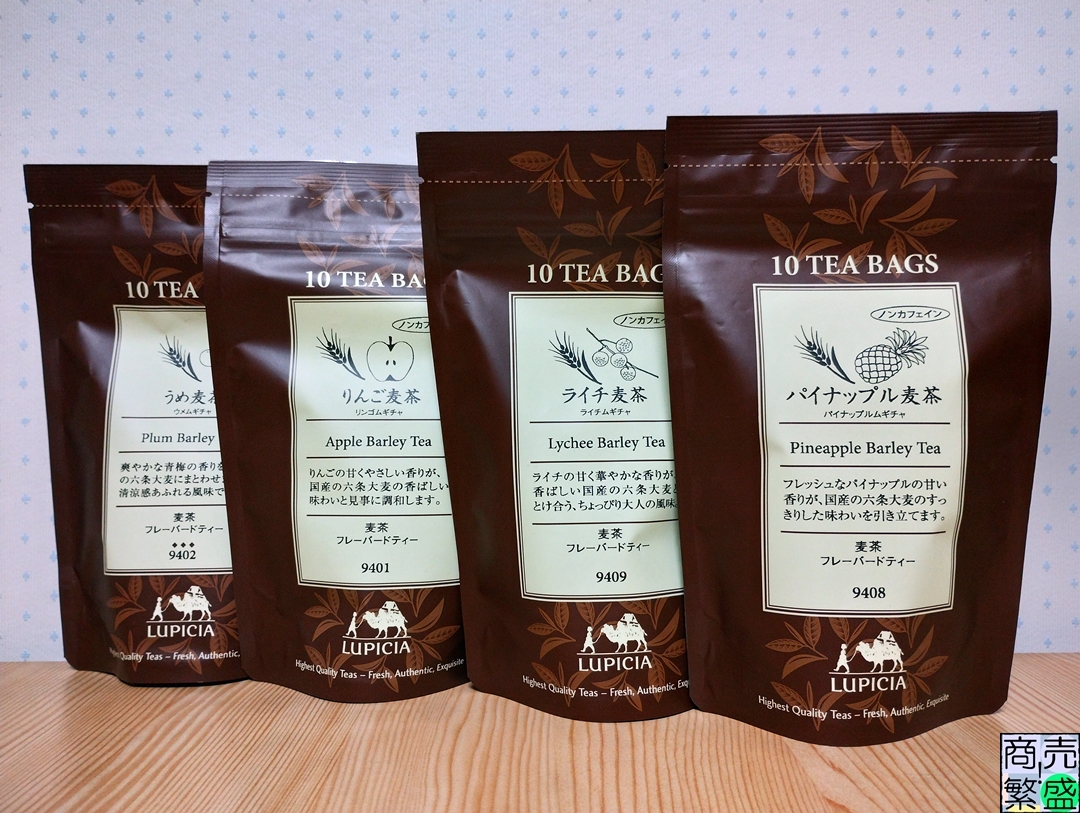 10 TEA
うめ麦茶
ウメムギチャ
Plum Barley
爽やかな青梅の香りを
の六条大麦にまとわせ
清涼感あふれる風味で
麦茶
フレーバードティー
9402
LUPICIA
Quality Teas – Fresh, Authentic,
10 TEA
りんご麦茶
リンゴムギチャ
Apple Barley Tea
りんごの甘くやさしい香りが、
国産の六条大麦の香ばしい
味わいと見事に調和します。
麦茶
フレーバードティー
9401
LUPICIA
Highest Quality Teas – Fresh, Authentic, Exquisite
10 TEA BAG
ライチ麦茶
ライチムギチャ
Lychee Barley Tea
ライチの甘く華やかな香りが、
香ばしい国産の六条大麦
とけ合う、ちょっぴり大人の風味
麦茶
フレーバードティー
9409
LUPICIA
Highest Quality Teas – Fresh, Authentic,
10 TEA BAGS
ノンカフェイン
パイナップル麦茶
パイナップルムギチャ
Pineapple Barley Tea
フレッシュなパイナップルの甘い
香りが、国産の六条大麦のすっ
きりした味わいを引き立てます。
麦茶
フレーバードティー
9408
LUPICIA
Highest Quality Teas – Fresh, Authentic, Exquisite
商売
繁盛